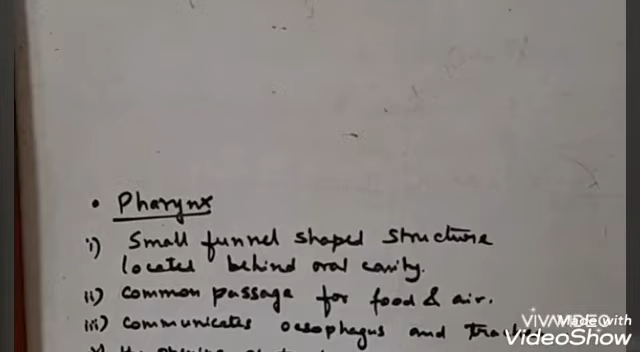 • Pharynx
i) Small funnel shaped structure
located behind oral cavity.
ii) Common passage for food & air.
iii) Communicates oesophagus and
Made with
VIVAVIDEO
VideoShow